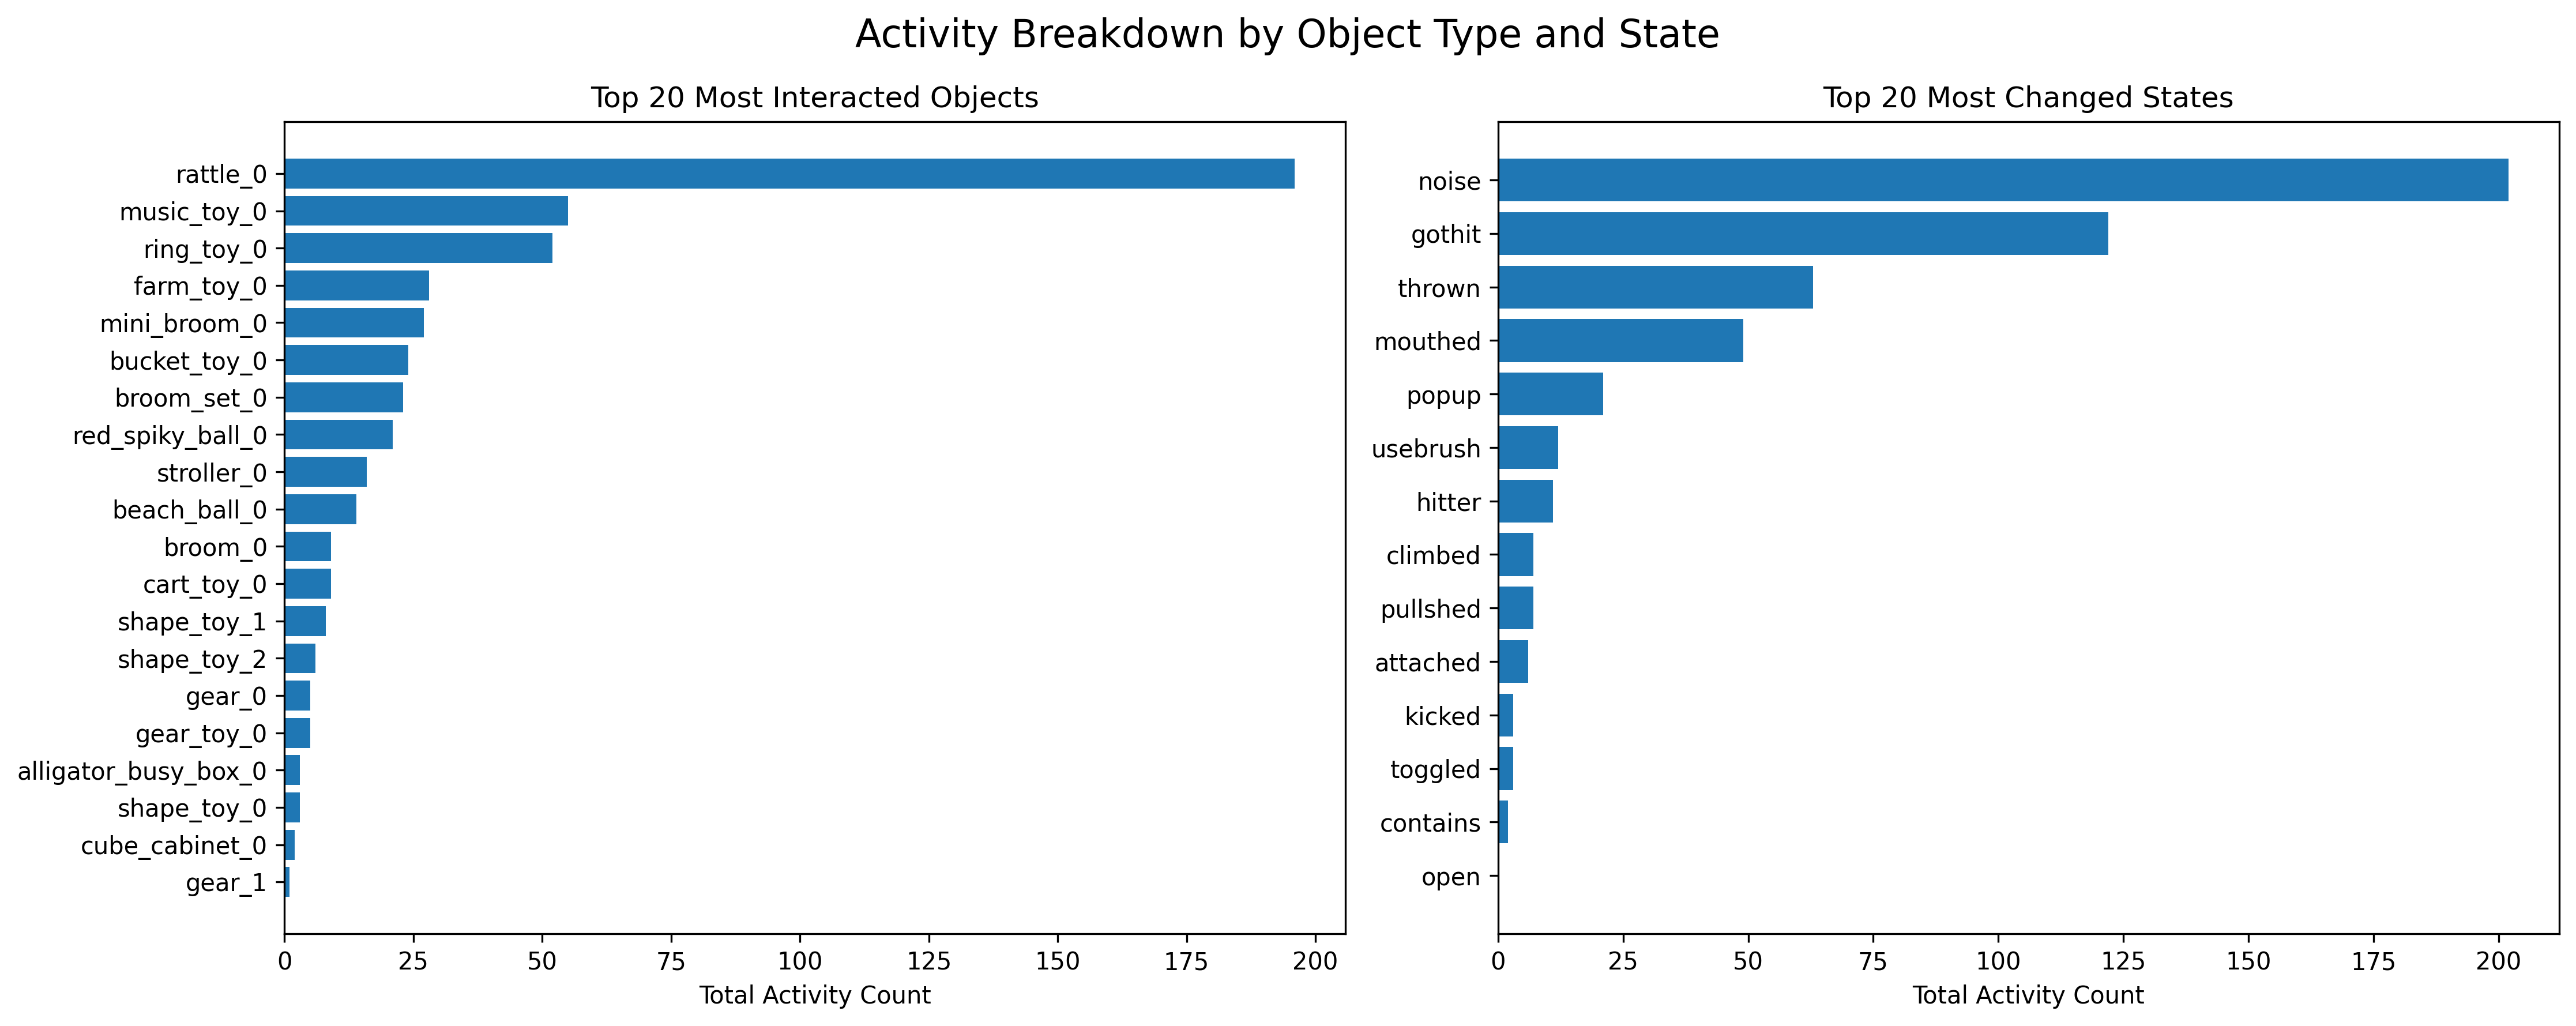 Activity Breakdown by Object Type and State
Top 20 Most Interacted Objects
rattle_0
music_toy_0
ring_toy_0
farm_toy_0
mini_broom_0
bucket_toy_0
broom_set_0
red_spiky_ball_0
stroller_0
beach_ball_0
broom_0
cart_toy_0
shape_toy_1
shape_toy_2
gear_0
gear_toy_0
alligator_busy_box_0
shape_toy_0
cube_cabinet_0
gear_1
0 25 50 75 100 125 150 175 200
Total Activity Count
Top 20 Most Changed States
noise
gothit
thrown
mouthed
popup
usebrush
hitter
climbed
pullshed
attached
kicked
toggled
contains
open
0 25 50 75 100 125 150 175 200
Total Activity Count